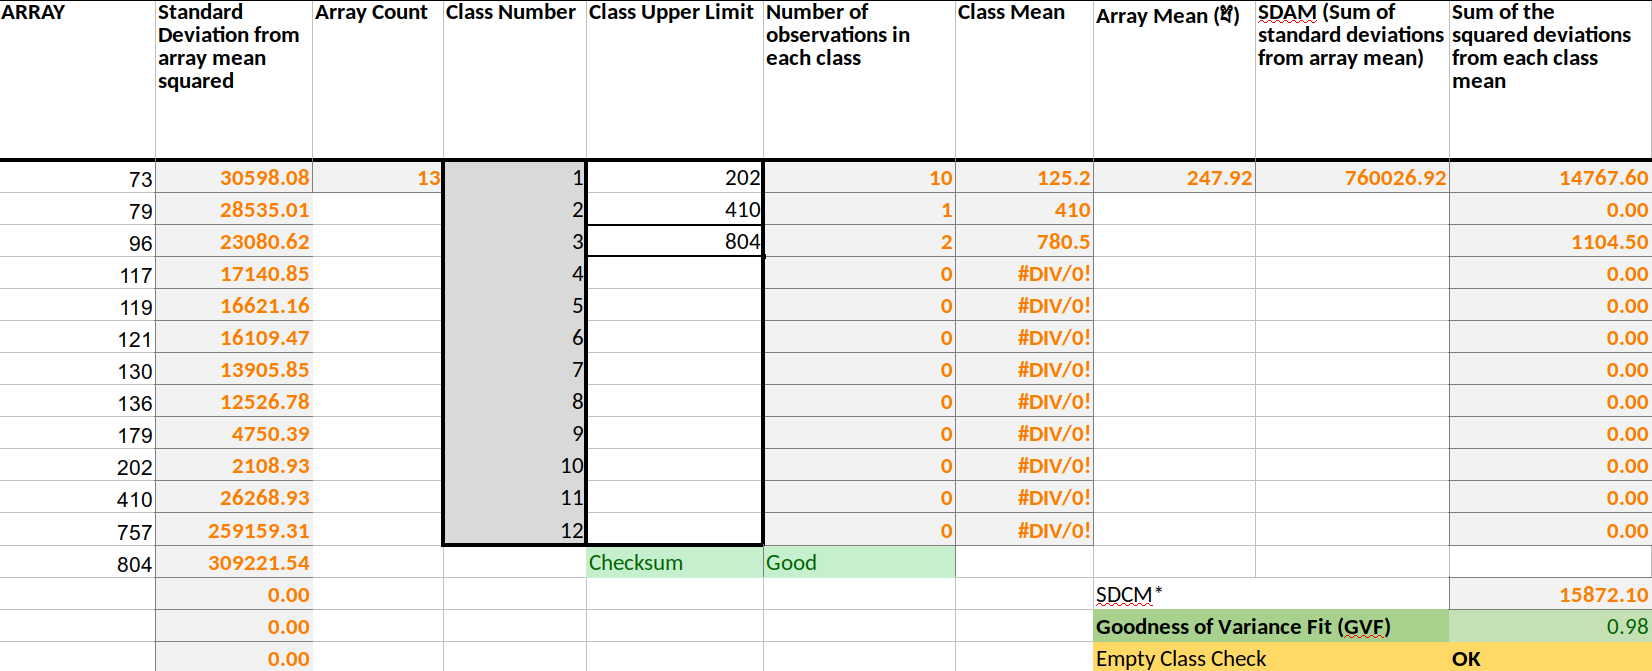 ARRAY Standard Deviation from array mean squared Array Count Class Number Class Upper Limit Number of observations in each class Class Mean Array Mean ( ) SDAM (Sum of standard deviations from array mean) Sum of the squared deviations from each class mean
73 30598.08 13 1 202 10 125.2 247.92 760026.92 14767.60
79 28535.01 2 410 1 410 0.00
96 23080.62 3 804 2 780.5 1104.50
117 17140.85 4 0 #DIV/0! 0.00
119 16621.16 5 0 #DIV/0! 0.00
121 16109.47 6 0 #DIV/0! 0.00
130 13905.85 7 0 #DIV/0! 0.00
136 12526.78 8 0 #DIV/0! 0.00
179 4750.39 9 0 #DIV/0! 0.00
202 2108.93 10 0 #DIV/0! 0.00
410 26268.93 11 0 #DIV/0! 0.00
757 259159.31 12 0 #DIV/0! 0.00
804 309221.54 Checksum Good
0.00 SDCM* 15872.10
0.00 Goodness of Variance Fit (GVF) 0.98
0.00 Empty Class Check OK